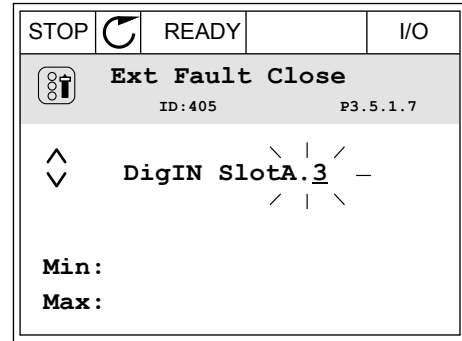 STOP READY I/O
Ext Fault Close
ID:405 P3.5.1.7
DigIN SlotA.3
Min:
Max: